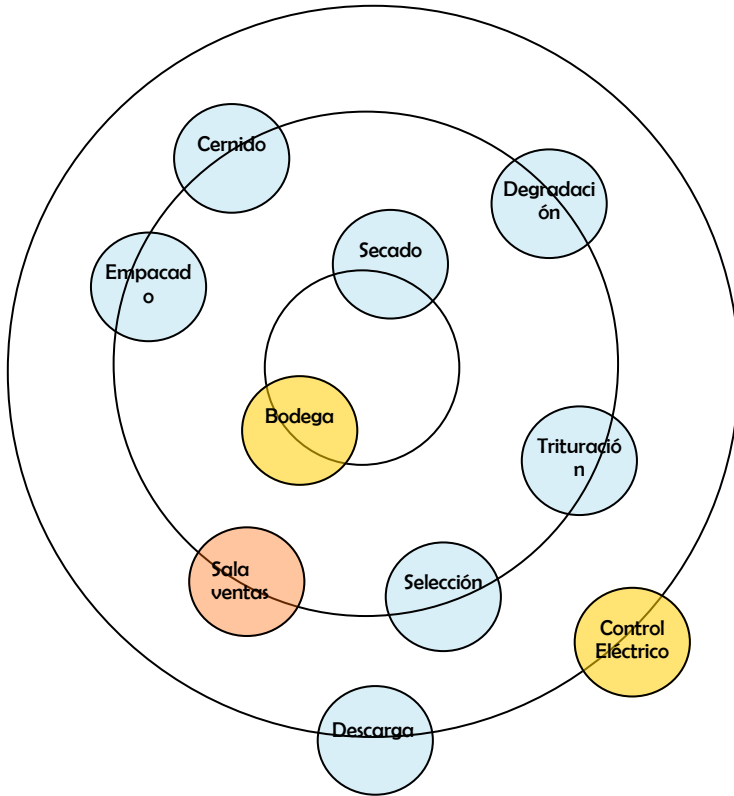 Cernido
Degradaci
ón
Secado
Empacad
o
Bodega
Trituració
n
Sala
ventas
Selección
Control
Eléctrico
Descarga